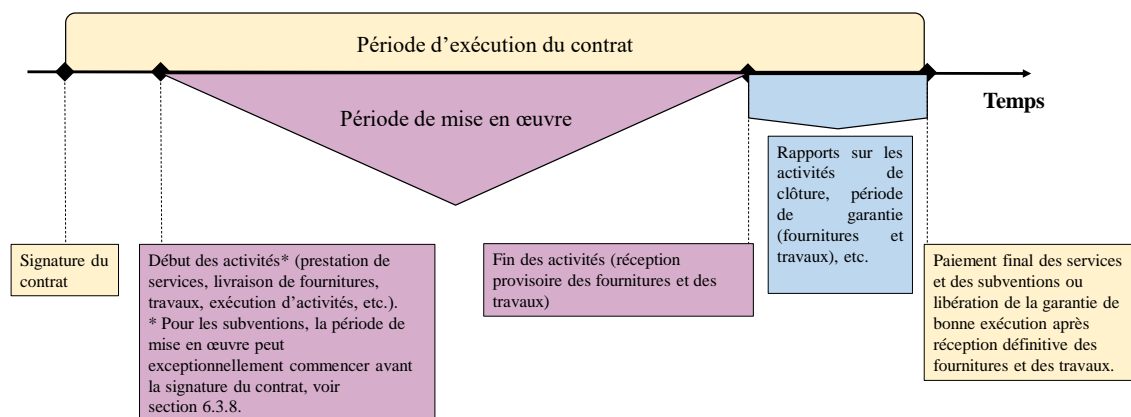 Période d’exécution du contrat
Temps
Période de mise en œuvre
Rapports sur les
activités de
clôture, période
de garantie
(fournitures et
travaux), etc.
Signature du
contrat
Début des activités* (prestation de
services, livraison de fournitures,
travaux, exécution d’activités, etc.).
* Pour les subventions, la période de
mise en œuvre peut
exceptionnellement commencer avant
la signature du contrat, voir
section 6.3.8.
Fin des activités (réception
provisoire des fournitures et des
travaux)
Paiement final des services
et des subventions ou
libération de la garantie de
bonne exécution après
réception définitive des
fournitures et des travaux.